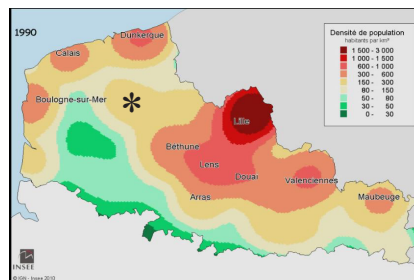 1990
Densité de population
habitants par km²
1 500 - 3 000
1 000 - 1 500
600 - 1 000
300 - 600
150 - 300
80 - 150
50 - 80
30 - 50
0 - 30
Dunkerque
Calais
Boulogne-sur-Mer
*
Lille
Béthune
Lens
Douai
Valenciennes
Arras
Maubeuge
INSEE
© IGN - Insee 2010